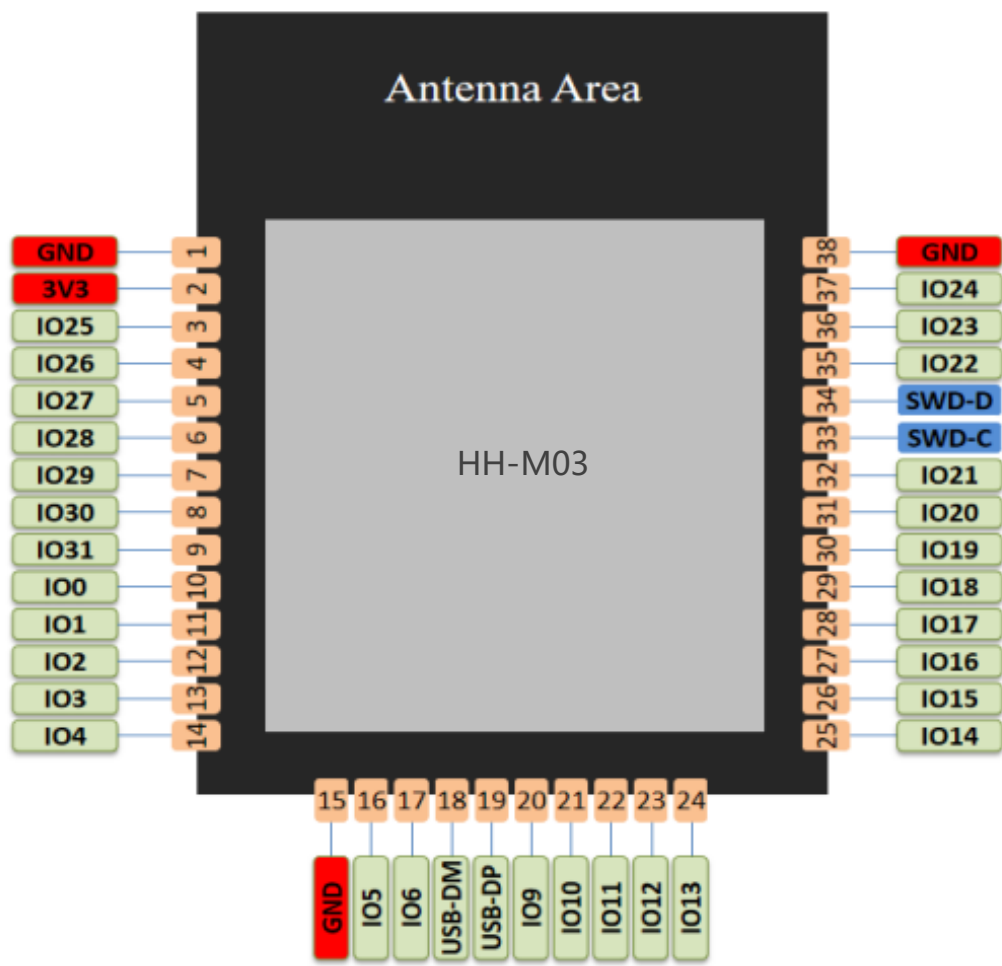 Antenna Area
GND 1 38 GND
3V3 2 37 IO24
IO25 3 36 IO23
IO26 4 35 IO22
IO27 5 34 SWD-D
IO28 6 33 SWD-C
IO29 7 HH-M03 32 IO21
IO30 8 31 IO20
IO31 9 30 IO19
IO0 10 29 IO18
IO1 11 28 IO17
IO2 12 27 IO16
IO3 13 26 IO15
IO4 14 25 IO14
15 16 17 18 19 20 21 22 23 24
GND IO5 IO6 USB-DM USB-DP IO9 IO10 IO11 IO12 IO13